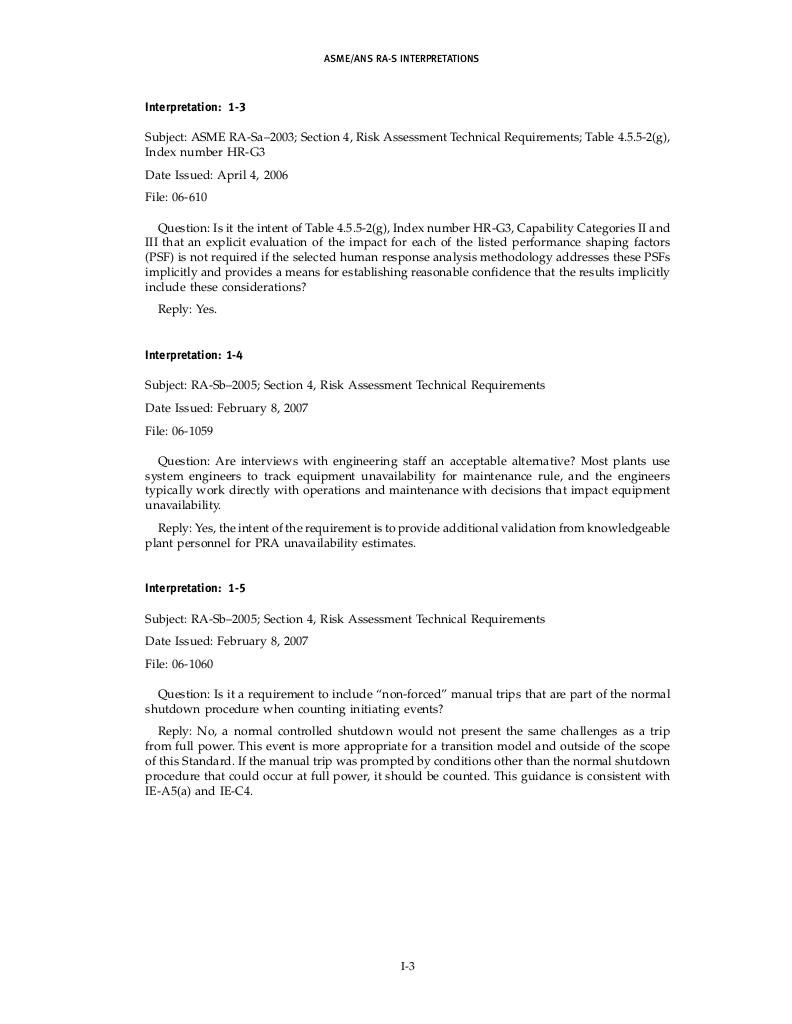 ASME/ANS RA-S INTERPRETATIONS
Interpretation: 1-3
Subject: ASME RA-Sa–2003; Section 4, Risk Assessment Technical Requirements; Table 4.5.5-2(g),
Index number HR-G3
Date Issued: April 4, 2006
File: 06-610
Question: Is it the intent of Table 4.5.5-2(g), Index number HR-G3, Capability Categories II and
III that an explicit evaluation of the impact for each of the listed performance shaping factors
(PSF) is not required if the selected human response analysis methodology addresses these PSFs
implicitly and provides a means for establishing reasonable confidence that the results implicitly
include these considerations?
Reply: Yes.
Interpretation: 1-4
Subject: RA-Sb–2005; Section 4, Risk Assessment Technical Requirements
Date Issued: February 8, 2007
File: 06-1059
Question: Are interviews with engineering staff an acceptable alternative? Most plants use
system engineers to track equipment unavailability for maintenance rule, and the engineers
typically work directly with operations and maintenance with decisions that impact equipment
unavailability.
Reply: Yes, the intent of the requirement is to provide additional validation from knowledgeable
plant personnel for PRA unavailability estimates.
Interpretation: 1-5
Subject: RA-Sb–2005; Section 4, Risk Assessment Technical Requirements
Date Issued: February 8, 2007
File: 06-1060
Question: Is it a requirement to include “non-forced” manual trips that are part of the normal
shutdown procedure when counting initiating events?
Reply: No, a normal controlled shutdown would not present the same challenges as a trip
from full power. This event is more appropriate for a transition model and outside of the scope
of this Standard. If the manual trip was prompted by conditions other than the normal shutdown
procedure that could occur at full power, it should be counted. This guidance is consistent with
IE-A5(a) and IE-C4.
I-3